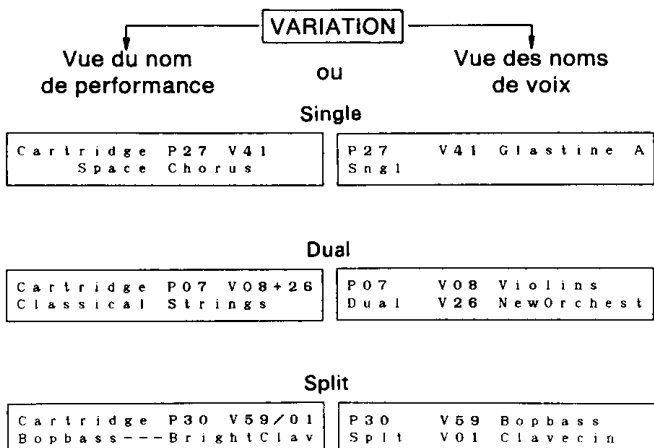 VARIATION
Vue du nom
de performance
ou
Vue des noms
de voix
Single
Cartridge P27 V41
Space Chorus
P27 V41 Glastine A
Sngl
Dual
Cartridge P07 V08+26
Classical Strings
P07 V08 Violins
Dual V26 NewOrchest
Split
Cartridge P30 V59/01
Bopbass---BrightClav
P30 V59 Bopbass
Split V01 Clavecin